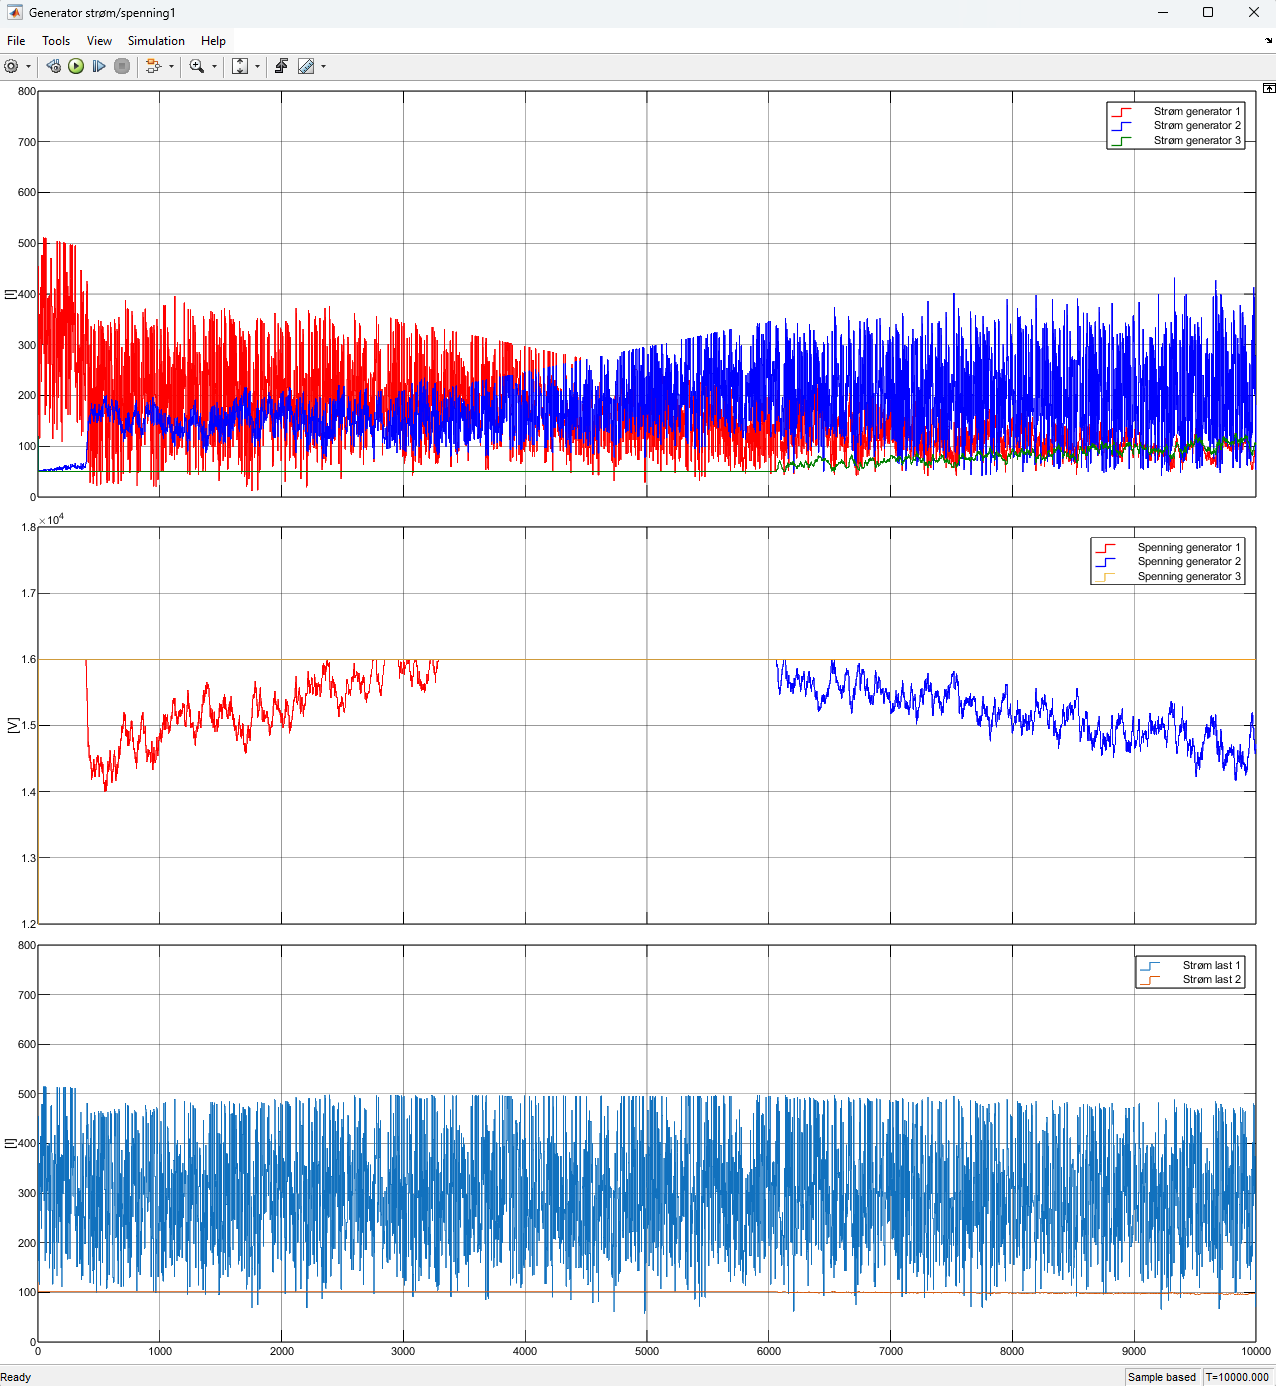 Generator strøm/spenning1
File Tools View Simulation Help
800
700
600
500
400
300
200
100
0
[I]
Strøm generator 1
Strøm generator 2
Strøm generator 3
×10⁴
1.8
1.7
1.6
1.5
1.4
1.3
1.2
[V]
Spenning generator 1
Spenning generator 2
Spenning generator 3
800
700
600
500
400
300
200
100
0
[I]
Strøm last 1
Strøm last 2
0 1000 2000 3000 4000 5000 6000 7000 8000 9000 10000
Ready Sample based T=10000.000